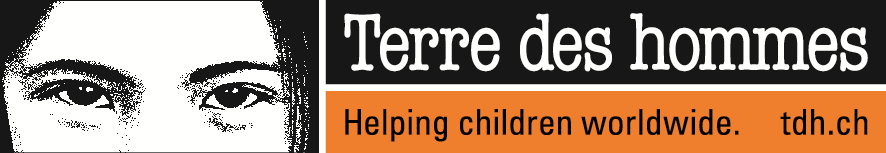 Terre des hommes
Helping children worldwide. tdh.ch